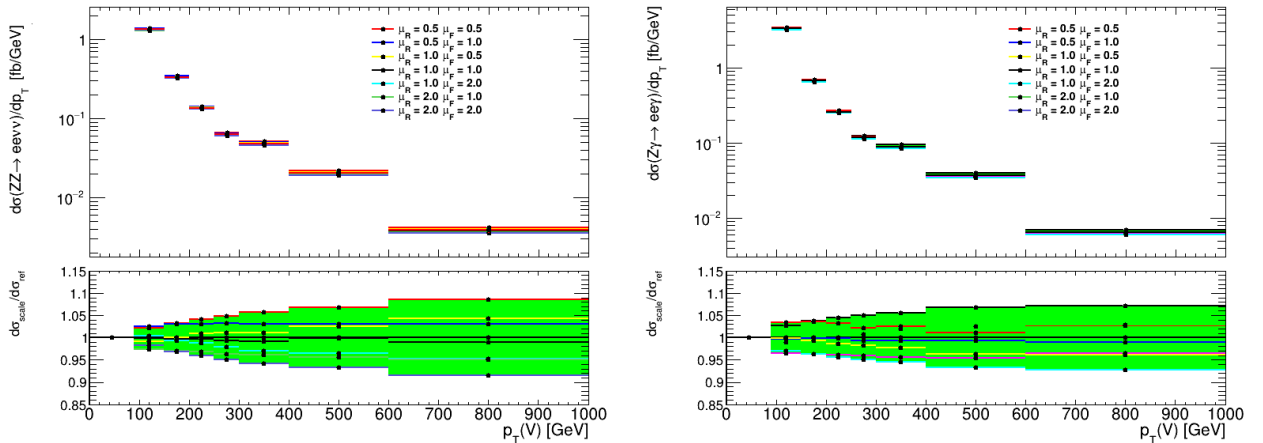 dσ(ZZ→ eeνν)/dp_T [fb/GeV]
1
10⁻¹
10⁻²
μ_R = 0.5 μ_F = 0.5
μ_R = 0.5 μ_F = 1.0
μ_R = 1.0 μ_F = 0.5
μ_R = 1.0 μ_F = 1.0
μ_R = 1.0 μ_F = 2.0
μ_R = 2.0 μ_F = 1.0
μ_R = 2.0 μ_F = 2.0
dσ_scale/dσ_ref
1.15
1.1
1.05
1
0.95
0.9
0.85
0 100 200 300 400 500 600 700 800 900 1000
p_T(V) [GeV]
dσ(Zγ→ eeγ)/dp_T [fb/GeV]
1
10⁻¹
10⁻²
μ_R = 0.5 μ_F = 0.5
μ_R = 0.5 μ_F = 1.0
μ_R = 1.0 μ_F = 0.5
μ_R = 1.0 μ_F = 1.0
μ_R = 1.0 μ_F = 2.0
μ_R = 2.0 μ_F = 1.0
μ_R = 2.0 μ_F = 2.0
dσ_scale/dσ_ref
1.15
1.1
1.05
1
0.95
0.9
0.85
0 100 200 300 400 500 600 700 800 900 1000
p_T(V) [GeV]